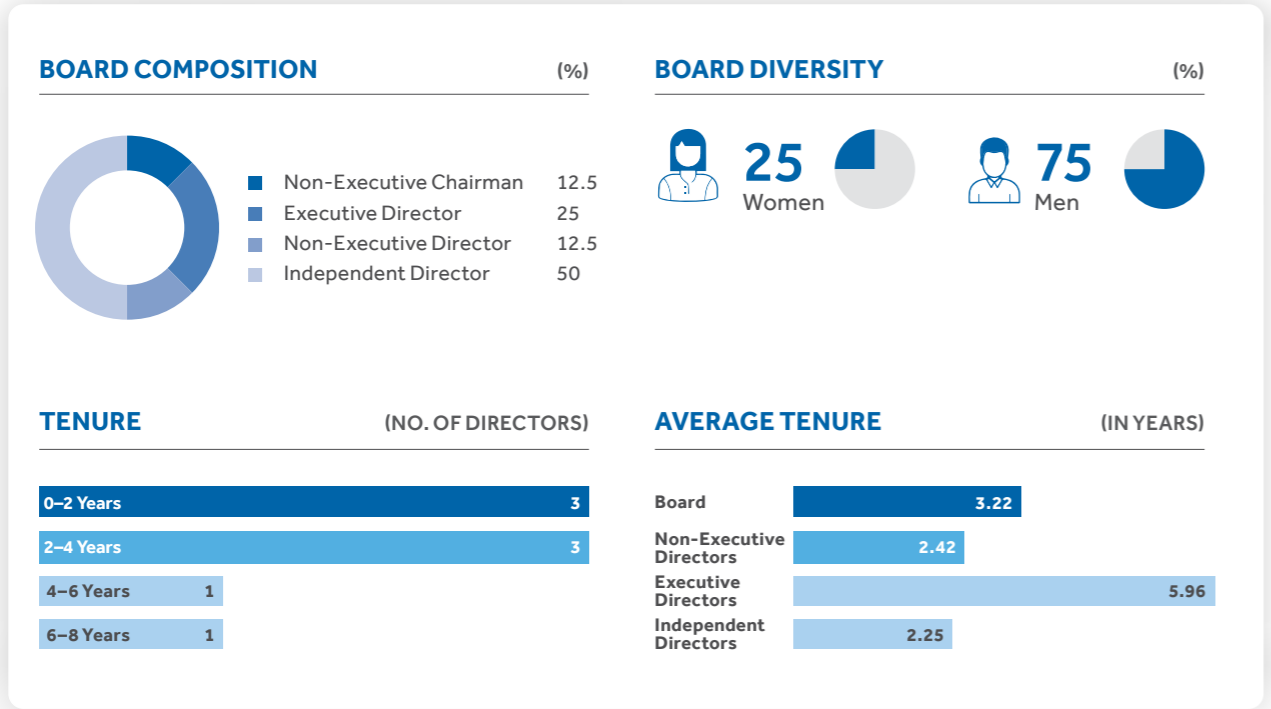 BOARD COMPOSITION (%)
Non-Executive Chairman 12.5
Executive Director 25
Non-Executive Director 12.5
Independent Director 50
BOARD DIVERSITY (%)
25
Women
75
Men
TENURE (NO. OF DIRECTORS)
0–2 Years 3
2–4 Years 3
4–6 Years 1
6–8 Years 1
AVERAGE TENURE (IN YEARS)
Board 3.22
Non-Executive
Directors 2.42
Executive
Directors 5.96
Independent
Directors 2.25